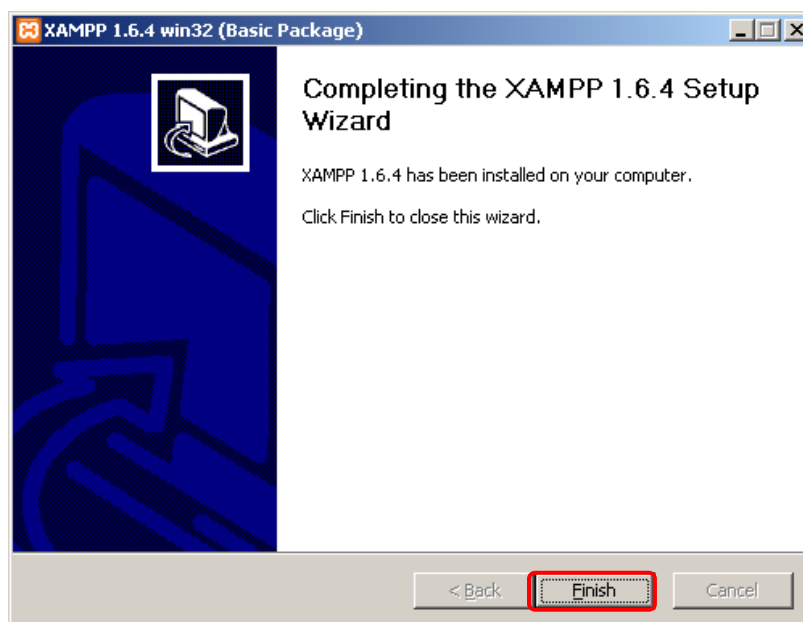 XAMPP 1.6.4 win32 (Basic Package)
Completing the XAMPP 1.6.4 Setup
Wizard
XAMPP 1.6.4 has been installed on your computer.
Click Finish to close this wizard.
< Back Finish Cancel